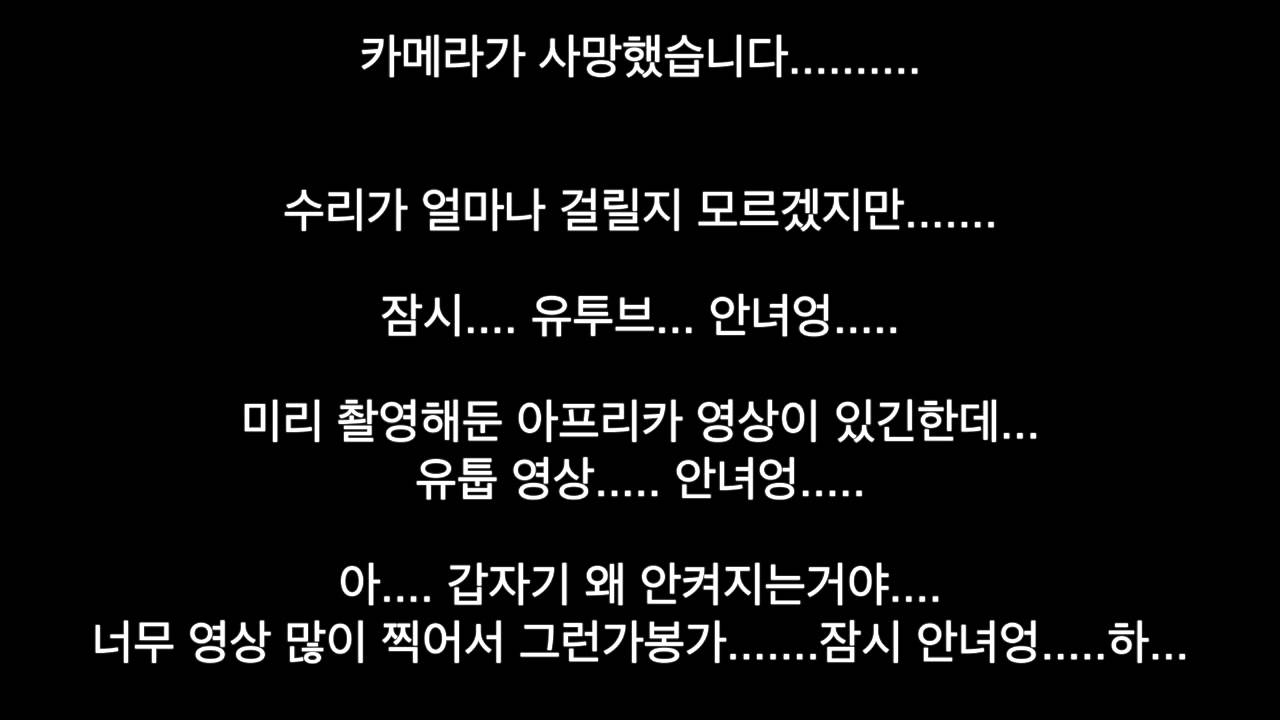 카메라가 사망했습니다..........
수리가 얼마나 걸릴지 모르겠지만.......
잠시.... 유투브... 안녀엉.....
미리 촬영해둔 아프리카 영상이 있긴한데...
유툽 영상..... 안녀엉.....
아.... 갑자기 왜 안켜지는거야....
너무 영상 많이 찍어서 그런가봉가.......잠시 안녀엉.....하...